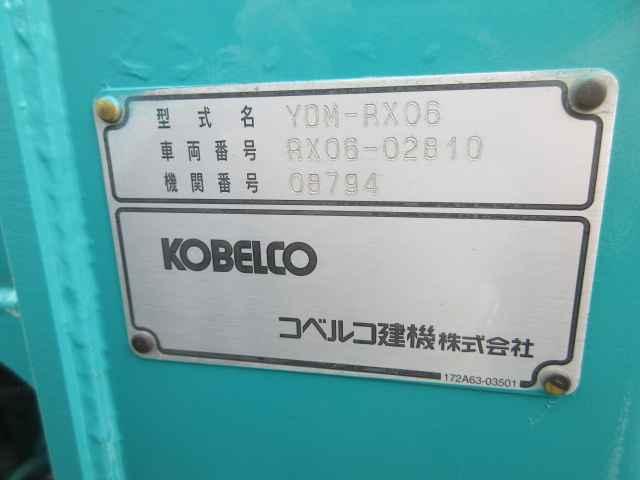 型式名 YDM-RX06
車両番号 RX06-02810
機関番号 08794
KOBELCO
コベルコ建機株式会社
172A63-03501